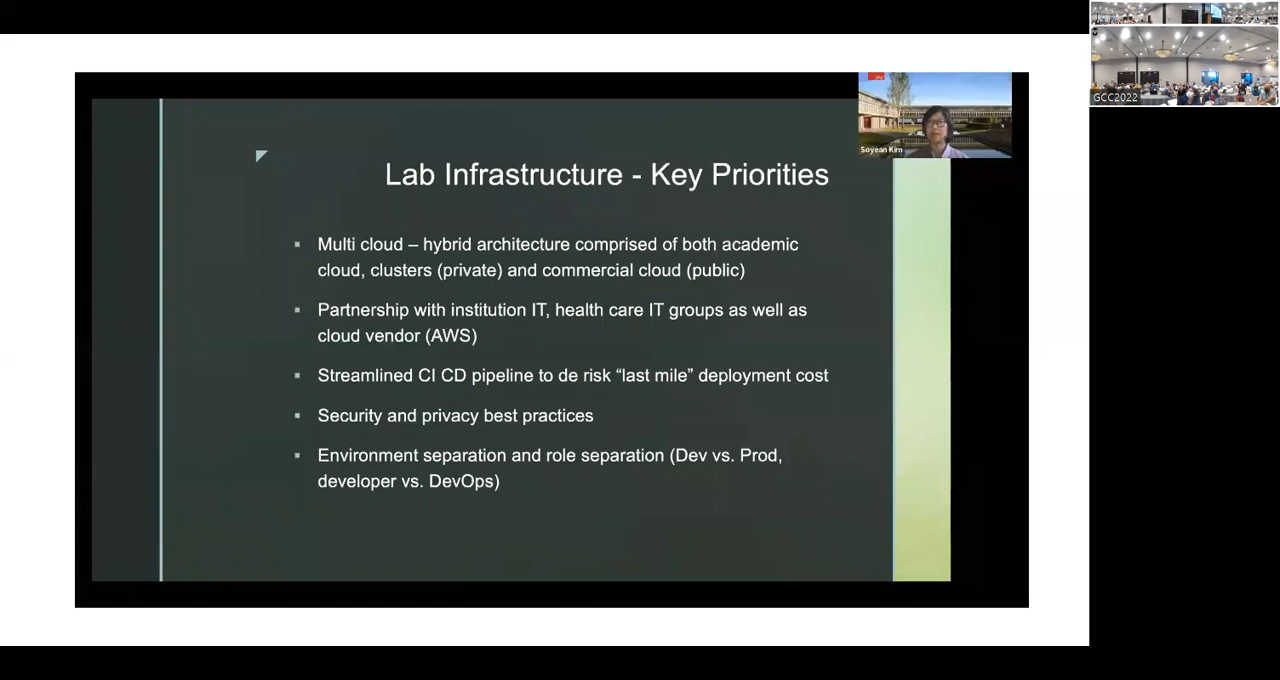 Lab Infrastructure - Key Priorities
Multi cloud – hybrid architecture comprised of both academic
cloud, clusters (private) and commercial cloud (public)
Partnership with institution IT, health care IT groups as well as
cloud vendor (AWS)
Streamlined CI CD pipeline to de risk “last mile” deployment cost
Security and privacy best practices
Environment separation and role separation (Dev vs. Prod,
developer vs. DevOps)
Soyean Kim
GCC2022